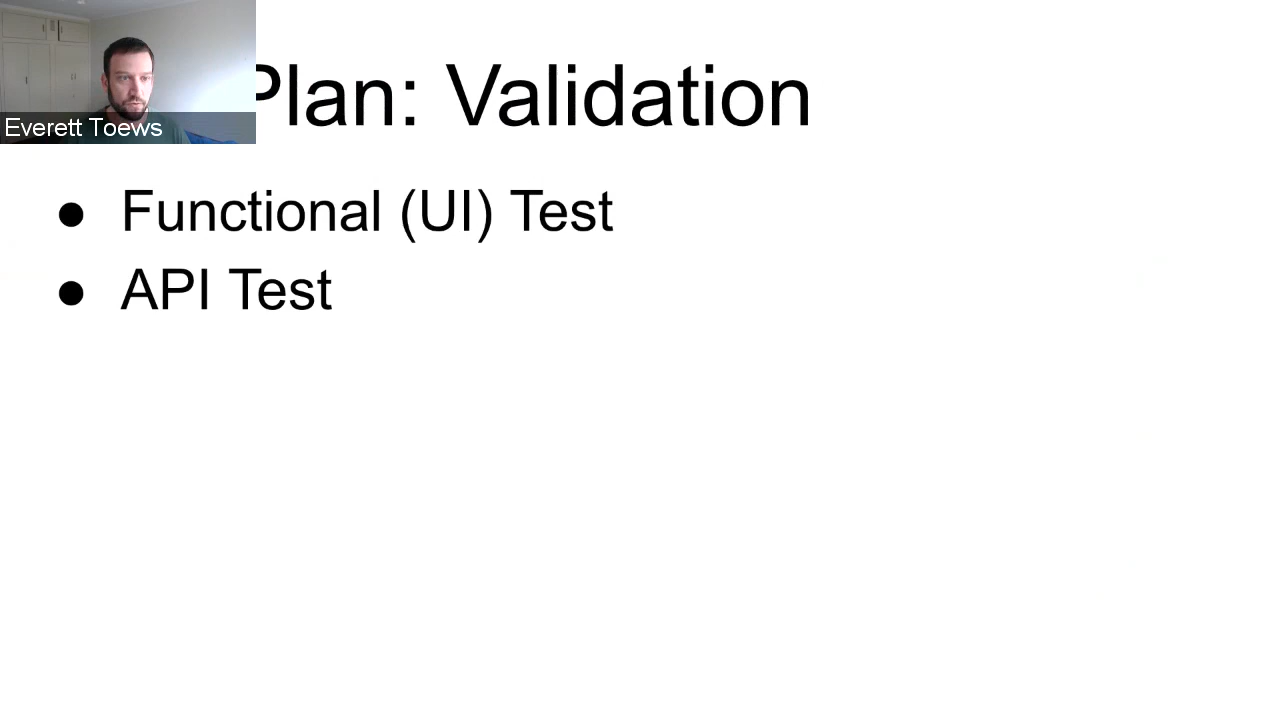 Plan: Validation
Everett Toews
● Functional (UI) Test
● API Test